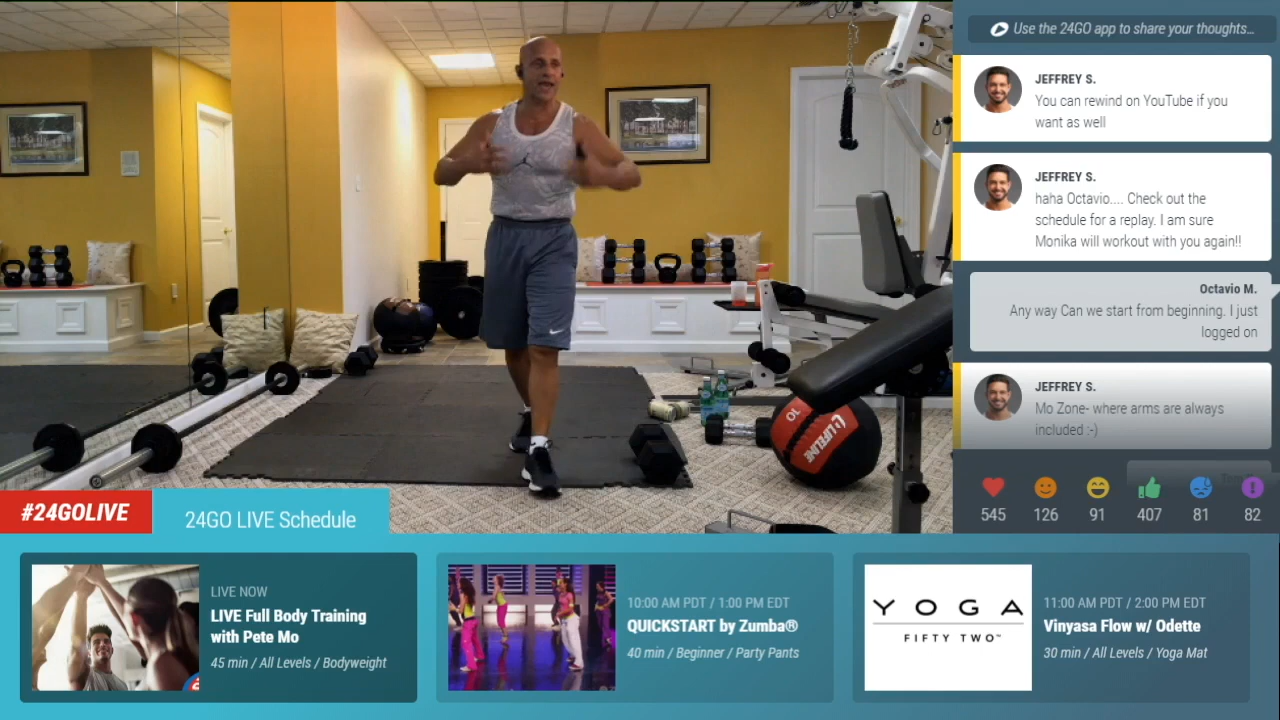 Use the 24GO app to share your thoughts...
JEFFREY S.
You can rewind on YouTube if you
want as well
JEFFREY S.
haha Octavio.... Check out the
schedule for a replay. I am sure
Monika will workout with you again!!
Octavio M.
Any way Can we start from beginning. I just
logged on
JEFFREY S.
Mo Zone- where arms are always
included :-)
545 126 91 407 81 82
LIFELINE
10
#24GOLIVE
24GO LIVE Schedule
LIVE NOW
LIVE Full Body Training
with Pete Mo
45 min / All Levels / Bodyweight
10:00 AM PDT / 1:00 PM EDT
QUICKSTART by Zumba®
40 min / Beginner / Party Pants
YOGA
FIFTY TWO™
11:00 AM PDT / 2:00 PM EDT
Vinyasa Flow w/ Odette
30 min / All Levels / Yoga Mat